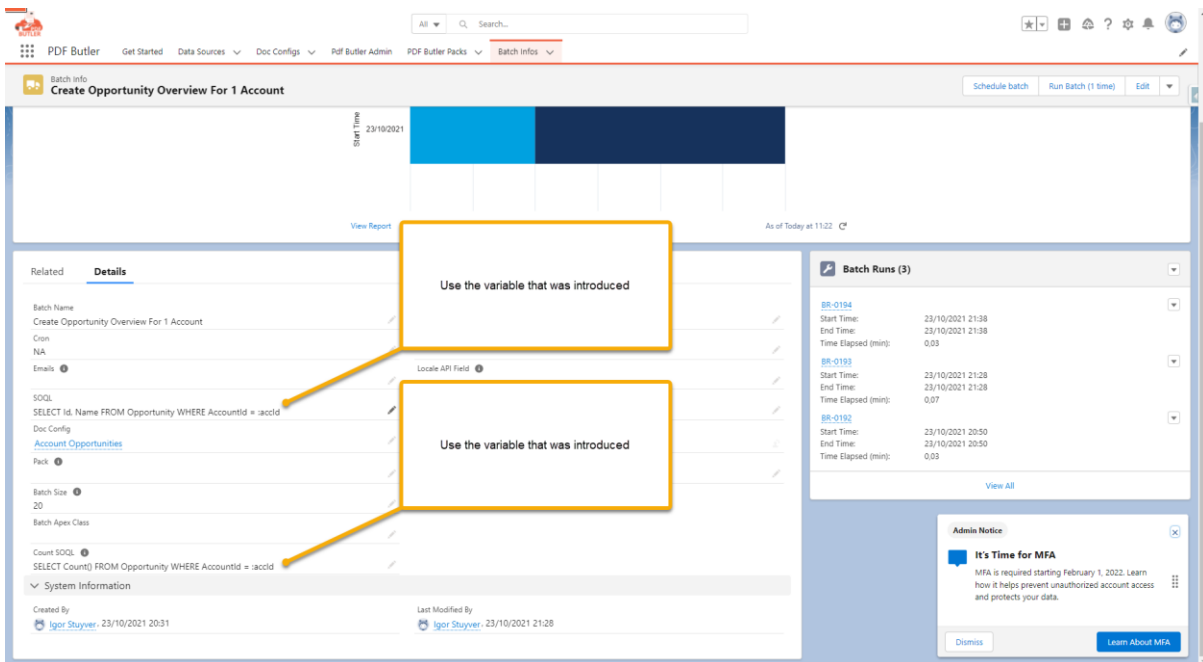 BUTLER
All
Search...
PDF Butler
Get Started
Data Sources
Doc Configs
Pdf Butler Admin
PDF Butler Packs
Batch Infos
Batch Info
Create Opportunity Overview For 1 Account
Schedule batch
Run Batch (1 time)
Edit
Start Time
23/10/2021
View Report
As of Today at 11:22
Use the variable that was introduced
Related
Details
Batch Name
Create Opportunity Overview For 1 Account
Cron
NA
Emails
Locale API Field
SOQL
SELECT Id, Name FROM Opportunity WHERE AccountId = :accId
Doc Config
Account Opportunities
Pack
Use the variable that was introduced
Batch Size
20
Batch Apex Class
Count SOQL
SELECT Count() FROM Opportunity WHERE AccountId = :accId
System Information
Created By
Igor Stuyver, 23/10/2021 20:31
Last Modified By
Igor Stuyver, 23/10/2021 21:28
Batch Runs (3)
BR-0194
Start Time: 23/10/2021 21:38
End Time: 23/10/2021 21:38
Time Elapsed (min): 0,03
BR-0193
Start Time: 23/10/2021 21:28
End Time: 23/10/2021 21:28
Time Elapsed (min): 0,07
BR-0192
Start Time: 23/10/2021 20:50
End Time: 23/10/2021 20:50
Time Elapsed (min): 0,03
View All
Admin Notice
It's Time for MFA
MFA is required starting February 1, 2022. Learn
how it helps prevent unauthorized account access
and protects your data.
Dismiss
Learn About MFA